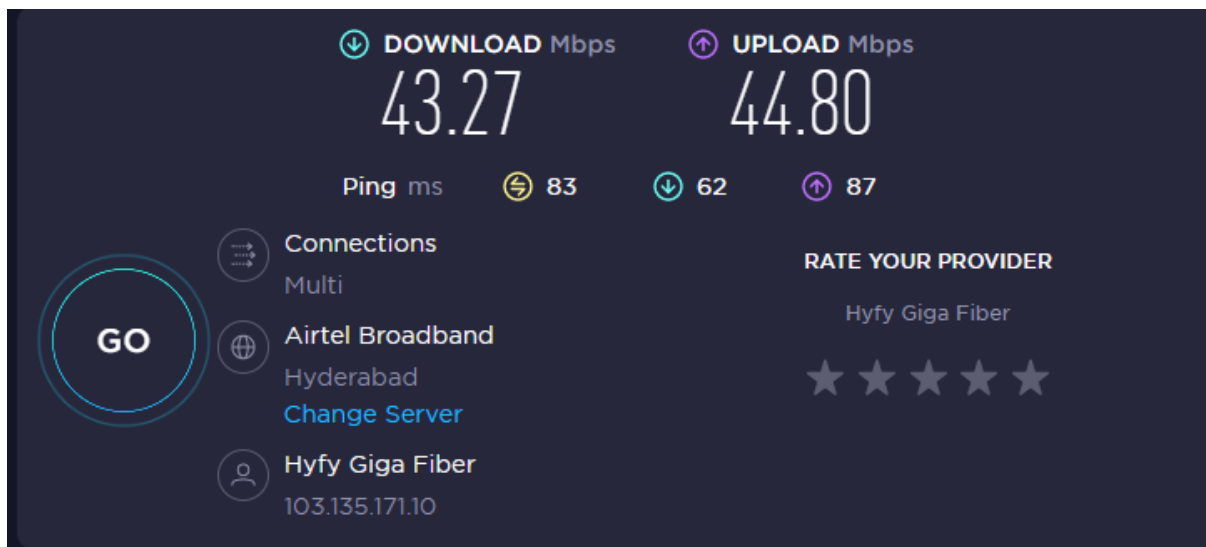 DOWNLOAD Mbps
43.27
UPLOAD Mbps
44.80
Ping ms 83 62 87
Connections
Multi
GO
Airtel Broadband
Hyderabad
Change Server
Hyfy Giga Fiber
103.135.171.10
RATE YOUR PROVIDER
Hyfy Giga Fiber